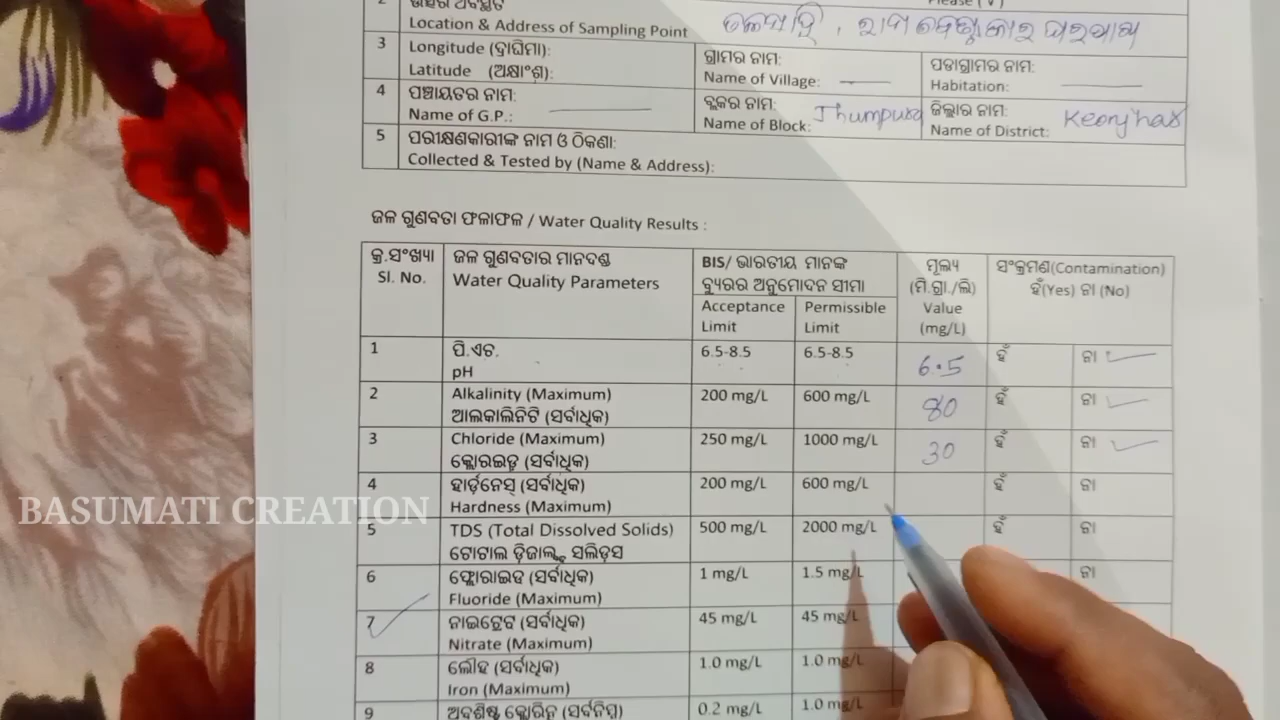 2
Please (√)
Location & Address of Sampling Point
3 Longitude (ଦ୍ରାଘିମା):
Latitude (ଅକ୍ଷାଂଶ):
ଗ୍ରାମର ନାମ:
Name of Village:
ପଡାଗ୍ରାମର ନାମ:
Habitation:
4 ପଞ୍ଚାୟତର ନାମ:
Name of G.P.:
ବ୍ଲକର ନାମ:
Name of Block: Jhumpura
ଜିଲ୍ଲାର ନାମ:
Name of District: Keonjhar
5 ପରୀକ୍ଷଣକାରୀଙ୍କ ନାମ ଓ ଠିକଣା:
Collected & Tested by (Name & Address):
ଜଳ ଗୁଣବତା ଫଳାଫଳ / Water Quality Results :
କ୍ର.ସଂଖ୍ୟା
Sl. No.
ଜଳ ଗୁଣବତାର ମାନଦଣ୍ଡ
Water Quality Parameters
BIS/ ଭାରତୀୟ ମାନଙ୍କ
ବ୍ୟୁରର ଅନୁମୋଦନ ସୀମା
Acceptance
Limit
Permissible
Limit
ମୂଲ୍ୟ
(ମି.ଗ୍ରା./ଲି)
Value
(mg/L)
ସଂକ୍ରମଣ(Contamination)
ହଁ(Yes) ନା (No)
1 ପି.ଏଚ. 6.5-8.5 6.5-8.5 6.5 ହଁ ନା
pH
2 Alkalinity (Maximum) 200 mg/L 600 mg/L 80 ହଁ ନା
ଆଲକାଲିନିଟି (ସର୍ବାଧିକ)
3 Chloride (Maximum) 250 mg/L 1000 mg/L 30 ହଁ ନା
କ୍ଲୋରଇଡ଼ (ସର୍ବାଧିକ)
4 ହାର୍ଡ଼ନେସ୍ (ସର୍ବାଧିକ) 200 mg/L 600 mg/L ହଁ ନା
Hardness (Maximum)
BASUMATI CREATION
5 TDS (Total Dissolved Solids) 500 mg/L 2000 mg/L ହଁ ନା
ଟୋଟାଲ ସଲିଡ଼ସ
6 ଫ୍ଲୋରାଇଡ (ସର୍ବାଧିକ) 1 mg/L 1.5 mg/L ନା
Fluoride (Maximum)
7 ନାଇଟ୍ରେଟ (ସର୍ବାଧିକ) 45 mg/L 45 mg/L
Nitrate (Maximum)
8 ଲୌହ (ସର୍ବାଧିକ) 1.0 mg/L 1.0 mg/L
Iron (Maximum)
9 ଅବଶିଷ୍ଟ କ୍ଲୋରିନ (ସର୍ବନିମ୍ନ) 0.2 mg/L 1.0 mg/L